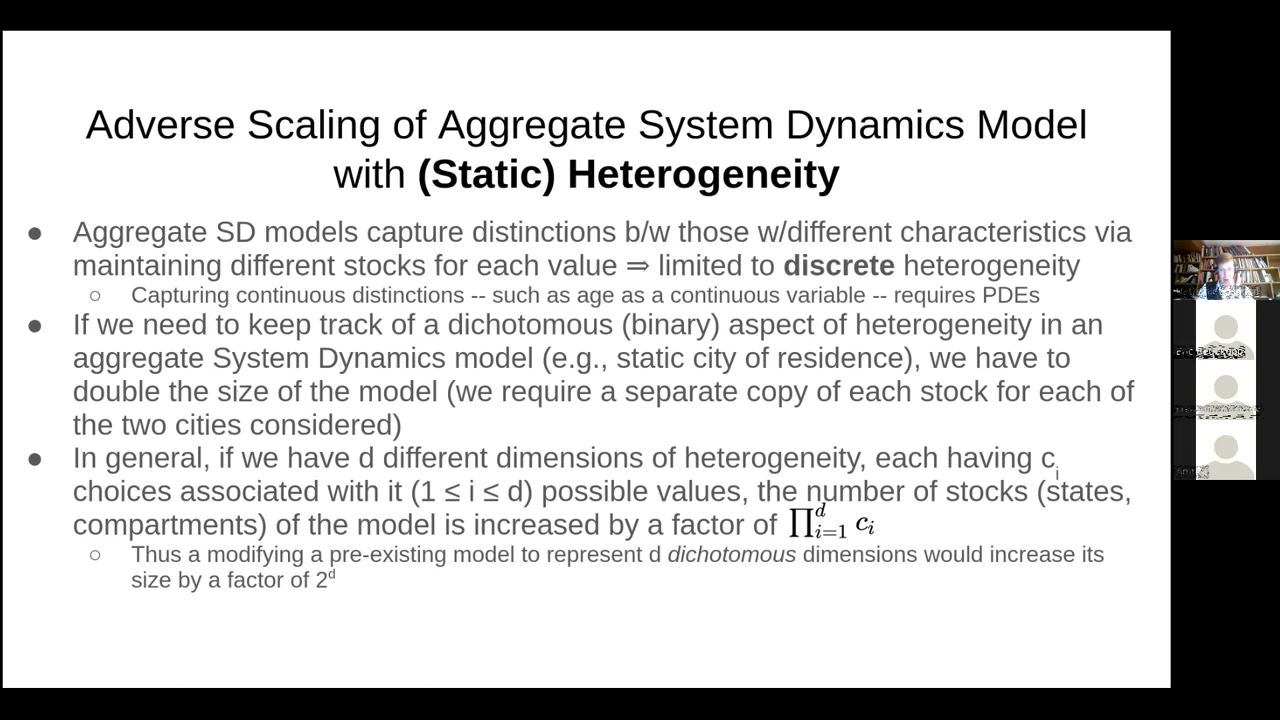 Adverse Scaling of Aggregate System Dynamics Model
with (Static) Heterogeneity
● Aggregate SD models capture distinctions b/w those w/different characteristics via
maintaining different stocks for each value ⇒ limited to discrete heterogeneity
○ Capturing continuous distinctions -- such as age as a continuous variable -- requires PDEs
● If we need to keep track of a dichotomous (binary) aspect of heterogeneity in an
aggregate System Dynamics model (e.g., static city of residence), we have to
double the size of the model (we require a separate copy of each stock for each of
the two cities considered)
● In general, if we have d different dimensions of heterogeneity, each having c_i
choices associated with it (1 ≤ i ≤ d) possible values, the number of stocks (states,
compartments) of the model is increased by a factor of ∏_{i=1}^{d} c_i
○ Thus a modifying a pre-existing model to represent d dichotomous dimensions would increase its
size by a factor of 2^d